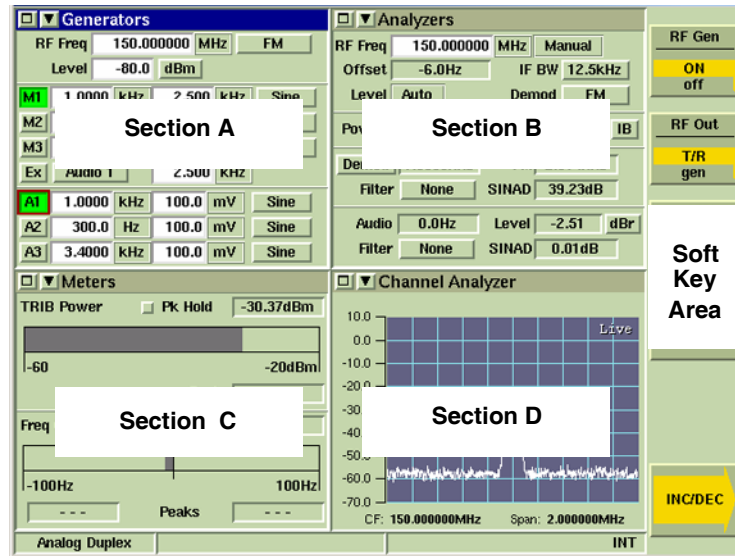 Generators
RF Freq 150.000000 MHz FM
Level -80.0 dBm
M1 1.0000 kHz 2.500 kHz Sine
M2
M3
Section A
Ex Audio 1 2.500 kHz
A1 1.0000 kHz 100.0 mV Sine
A2 300.0 Hz 100.0 mV Sine
A3 3.4000 kHz 100.0 mV Sine
Analyzers
RF Freq 150.000000 MHz Manual
Offset -6.0Hz IF BW 12.5kHz
Level Auto Demod FM
IB
Section B
Filter None SINAD 39.23dB
Audio 0.0Hz Level -2.51 dBr
Filter None SINAD 0.01dB
Meters
TRIB Power Pk Hold -30.37dBm
-60 -20dBm
Section C
Freq
-100Hz 100Hz
--- Peaks ---
Channel Analyzer
Live
10.0
0.0
-10.0
-20.0
-30
-40
-50.0
-60.0
-70.0
Section D
CF: 150.000000MHz Span: 2.000000MHz
Analog Duplex INT
RF Gen
ON
off
RF Out
T/R
gen
Soft
Key
Area
INC/DEC